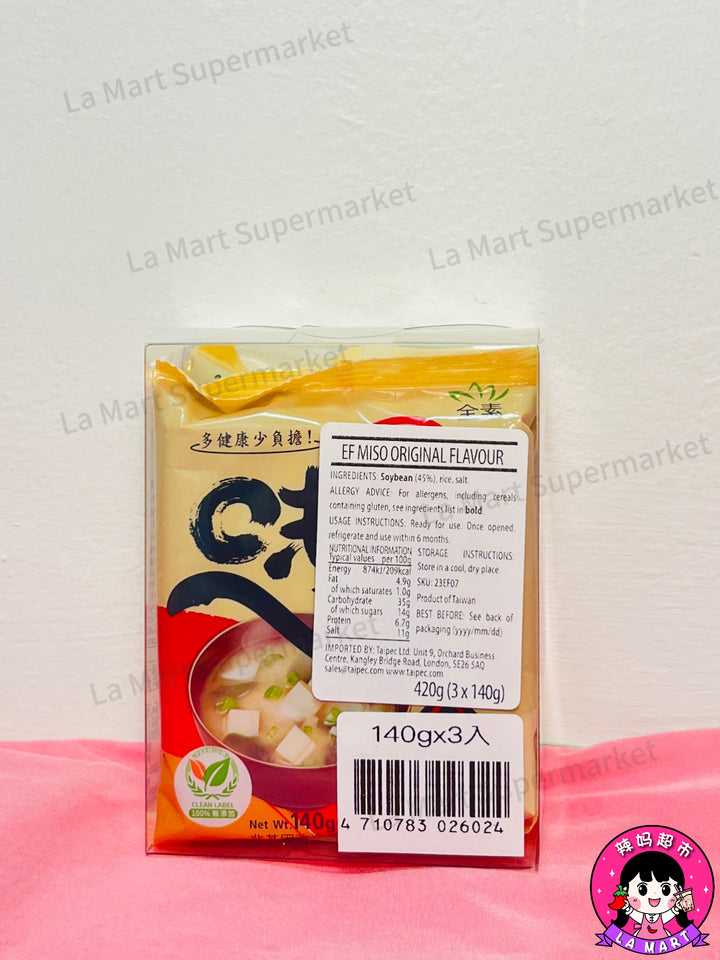 La Mart Supermarket
La Mart Supermarket
La Mart Supermarket
La Mart Supermarket
全素
多健康少負擔!
味
EF MISO ORIGINAL FLAVOUR
INGREDIENTS: Soybean (45%), rice, salt.
ALLERGY ADVICE: For allergens, including cereals
containing gluten, see ingredients list in bold.
La Mart Supermarket
USAGE INSTRUCTIONS: Ready for use. Once opened,
refrigerate and use within 6 months.
NUTRITIONAL INFORMATION
Typical values per 100g
Energy 874kJ/209kcal
Fat 4.9g
of which saturates 1.0g
Carbohydrate 35g
of which sugars 14g
Protein 6.7g
Salt 11g
STORAGE INSTRUCTIONS:
Store in a cool, dry place.
SKU: 23EF07
Product of Taiwan
BEST BEFORE: See back of
packaging (yyyy/mm/dd)
IMPORTED BY: Taipec Ltd. Unit 9, Orchard Business
Centre, Kangley Bridge Road, London, SE26 5AQ
sales@taipec.com www.taipec.com
420g (3 x 140g)
La Mart Supermarket
140gx3入
4 710783 026024
CLEAN LABEL
100% 無添加
Net Wt.140g
La Mart Supermarket
辣妈超市
LA MART